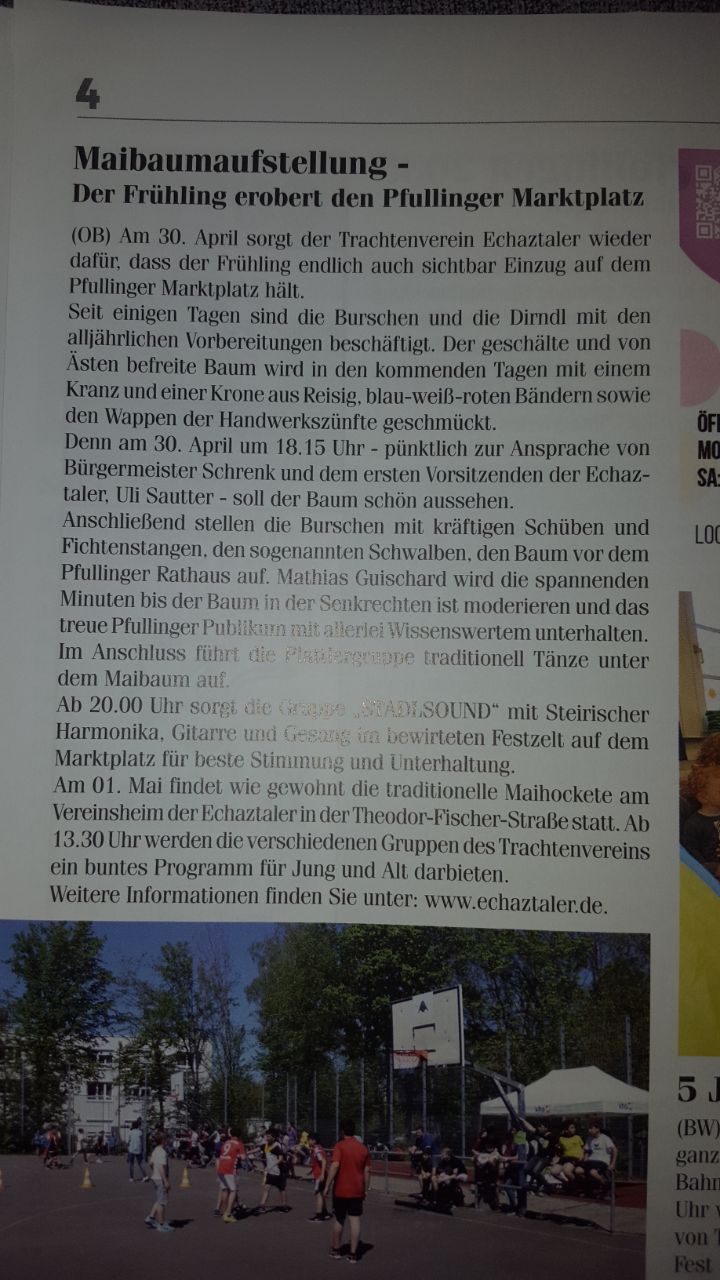 4
Maibaumaufstellung -
Der Frühling erobert den Pfullinger Marktplatz
(OB) Am 30. April sorgt der Trachtenverein Echaztaler wieder
dafür, dass der Frühling endlich auch sichtbar Einzug auf dem
Pfullinger Marktplatz hält.
Seit einigen Tagen sind die Burschen und die Dirndl mit den
alljährlichen Vorbereitungen beschäftigt. Der geschälte und von
Ästen befreite Baum wird in den kommenden Tagen mit einem
Kranz und einer Krone aus Reisig, blau-weiß-roten Bändern sowie
den Wappen der Handwerkszünfte geschmückt.
Denn am 30. April um 18.15 Uhr - pünktlich zur Ansprache von
Bürgermeister Schrenk und dem ersten Vorsitzenden der Echaz-
taler, Uli Sautter - soll der Baum schön aussehen.
Anschließend stellen die Burschen mit kräftigen Schüben und
Fichtenstangen, den sogenannten Schwalben, den Baum vor dem
Pfullinger Rathaus auf. Mathias Guischard wird die spannenden
Minuten bis der Baum in der Senkrechten ist moderieren und das
treue Pfullinger Publikum mit allerlei Wissenswertem unterhalten.
Im Anschluss führt die Plattlergruppe traditionell Tänze unter
dem Maibaum auf.
Ab 20.00 Uhr sorgt die Gruppe „STADLSOUND“ mit Steirischer
Harmonika, Gitarre und Gesang im bewirteten Festzelt auf dem
Marktplatz für beste Stimmung und Unterhaltung.
Am 01. Mai findet wie gewohnt die traditionelle Maihockete am
Vereinsheim der Echaztaler in der Theodor-Fischer-Straße statt. Ab
13.30 Uhr werden die verschiedenen Gruppen des Trachtenvereins
ein buntes Programm für Jung und Alt darbieten.
Weitere Informationen finden Sie unter: www.echaztaler.de.
ÖF
MO
SA:
LOC
5 J
(BW)
ganz
Bahn
Uhr v
von T
Fest